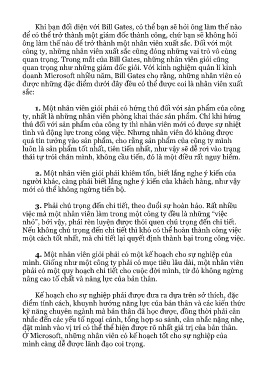 Khi bạn đối diện với Bill Gates, có thể bạn sẽ hỏi ông làm thế nào
để có thể trở thành một giám đốc thành công, chứ bạn sẽ không hỏi
ông làm thế nào để trở thành một nhân viên xuất sắc. Đối với một
công ty, những nhân viên xuất sắc cũng đóng những vai trò vô cùng
quan trọng. Trong mắt của Bill Gates, những nhân viên giỏi cũng
quan trọng như những giám đốc giỏi. Với kinh nghiệm quản lí kinh
doanh Microsoft nhiều năm, Bill Gates cho rằng, những nhân viên có
được những đặc điểm dưới đây đều có thể được coi là nhân viên xuất
sắc:
1. Một nhân viên giỏi phải có hứng thú đối với sản phẩm của công
ty, nhất là những nhân viên phòng khai thác sản phẩm. Chỉ khi hứng
thú đối với sản phẩm của công ty thì nhân viên mới có được sự nhiệt
tình và động lực trong công việc. Nhưng nhân viên đó không được
quá tin tưởng vào sản phẩm, cho rằng sản phẩm của công ty mình
luôn là sản phẩm tốt nhất, tiên tiến nhất, như vậy sẽ dễ rơi vào trạng
thái tự trói chân mình, không cầu tiến, đó là một điều rất nguy hiểm.
2. Một nhân viên giỏi phải khiêm tốn, biết lắng nghe ý kiến của
người khác, càng phải biết lắng nghe ý kiến của khách hàng, như vậy
mới có thể không ngừng tiến bộ.
3. Phải chú trọng đến chi tiết, theo đuổi sự hoàn hảo. Rất nhiều
việc mà một nhân viên làm trong một công ty đều là những "việc
nhỏ", bởi vậy, phải rèn luyện được thói quen chú trọng đến chi tiết.
Nếu không chú trọng đến chi tiết thì khó có thể hoàn thành công việc
một cách tốt nhất, mà chi tiết lại quyết định thành bại trong công việc.
4. Một nhân viên giỏi phải có một kế hoạch cho sự nghiệp của
mình. Giống như một công ty phải có mục tiêu lâu dài, một nhân viên
phải có một quy hoạch chi tiết cho cuộc đời mình, từ đó không ngừng
nâng cao tố chất và năng lực của bản thân.
Kế hoạch cho sự nghiệp phải được đưa ra dựa trên sở thích, đặc
điểm tính cách, khuynh hướng năng lực của bản thân và các kiến thức
kỹ năng chuyên ngành mà bản thân đã học được, đồng thời phải cân
nhắc đến các yếu tố ngoại cảnh, tổng hợp so sánh, cân nhắc nặng nhẹ,
đặt mình vào vị trí có thể thể hiện được rõ nhất giá trị của bản thân.
Ở Microsoft, những nhân viên có kế hoạch tốt cho sự nghiệp của
mình càng dễ được lãnh đạo coi trọng.